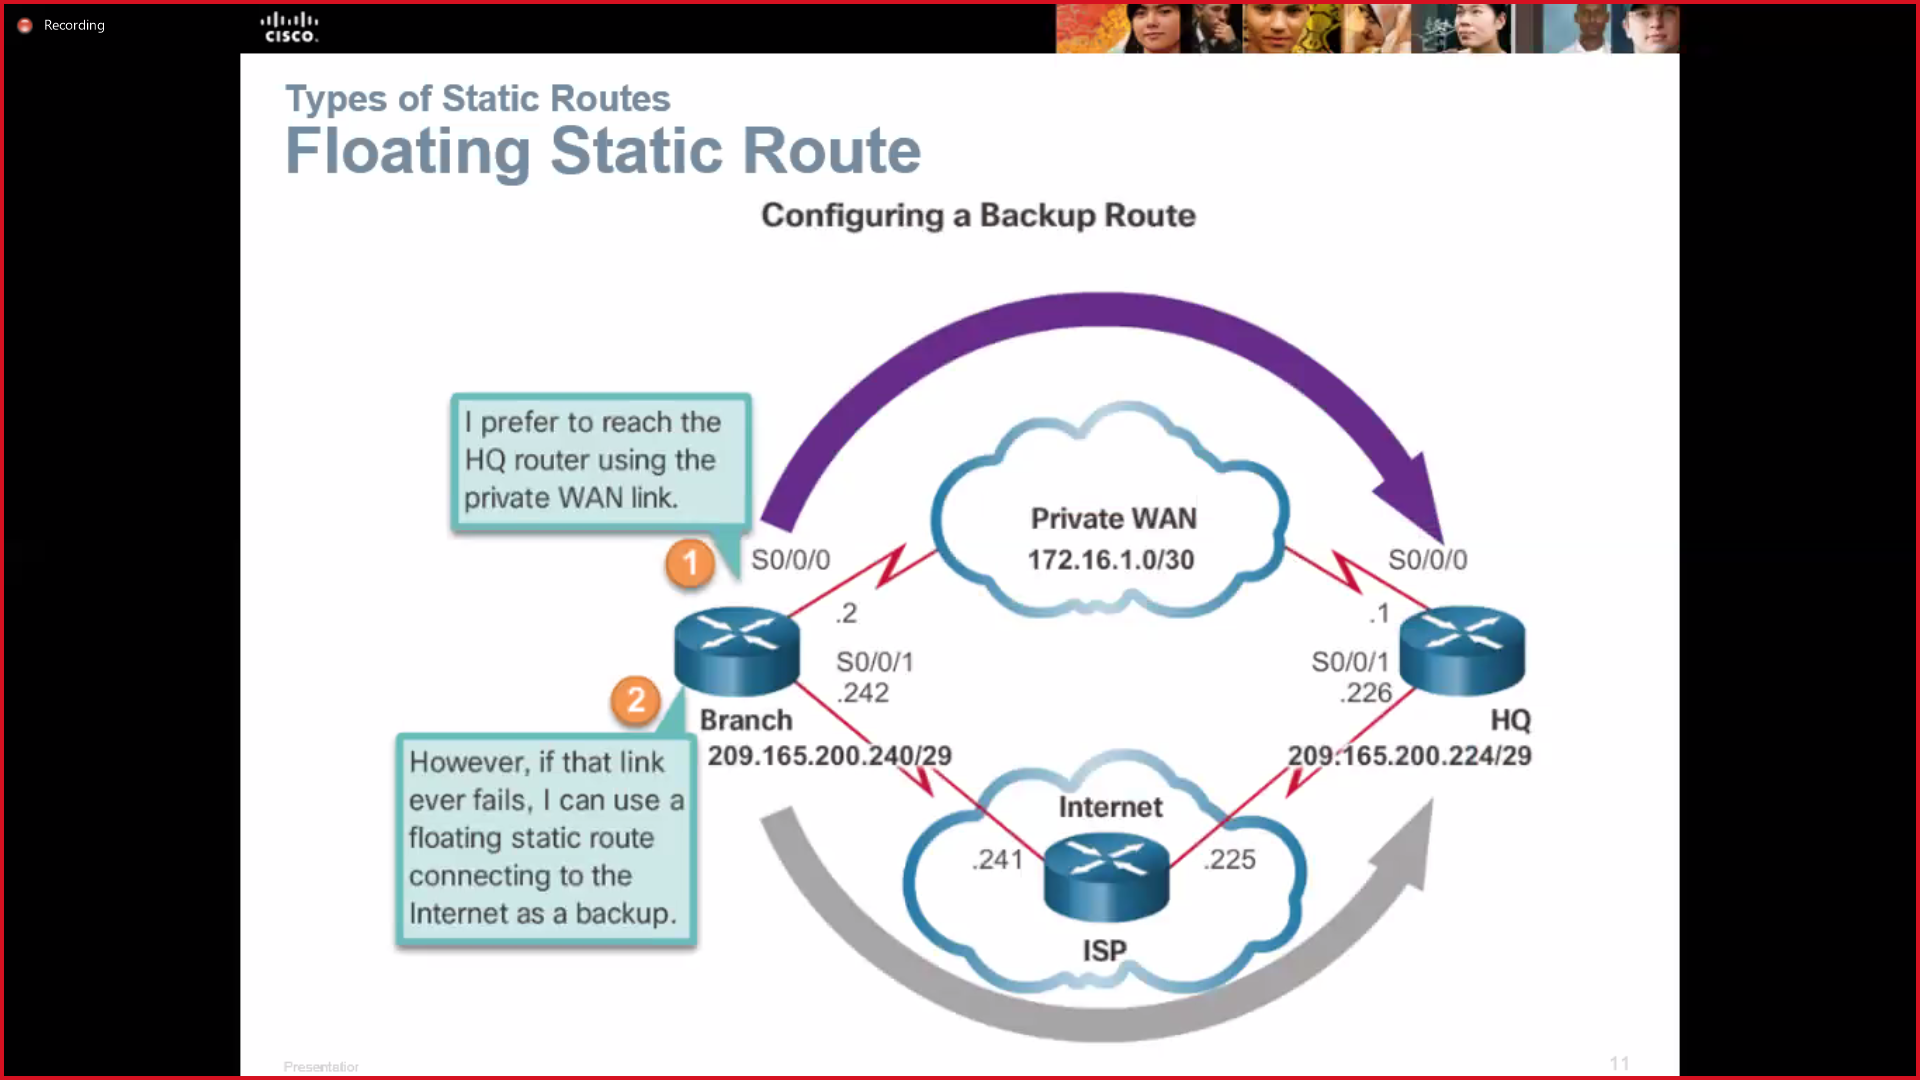 Recording
CISCO.
Types of Static Routes
Floating Static Route
Configuring a Backup Route
I prefer to reach the
HQ router using the
private WAN link.
1
S0/0/0
Private WAN
172.16.1.0/30
S0/0/0
.2
.1
S0/0/1
.242
S0/0/1
.226
2
Branch
HQ
209.165.200.240/29
209.165.200.224/29
However, if that link
ever fails, I can use a
floating static route
connecting to the
Internet as a backup.
Internet
.241
.225
ISP
Presentation
11